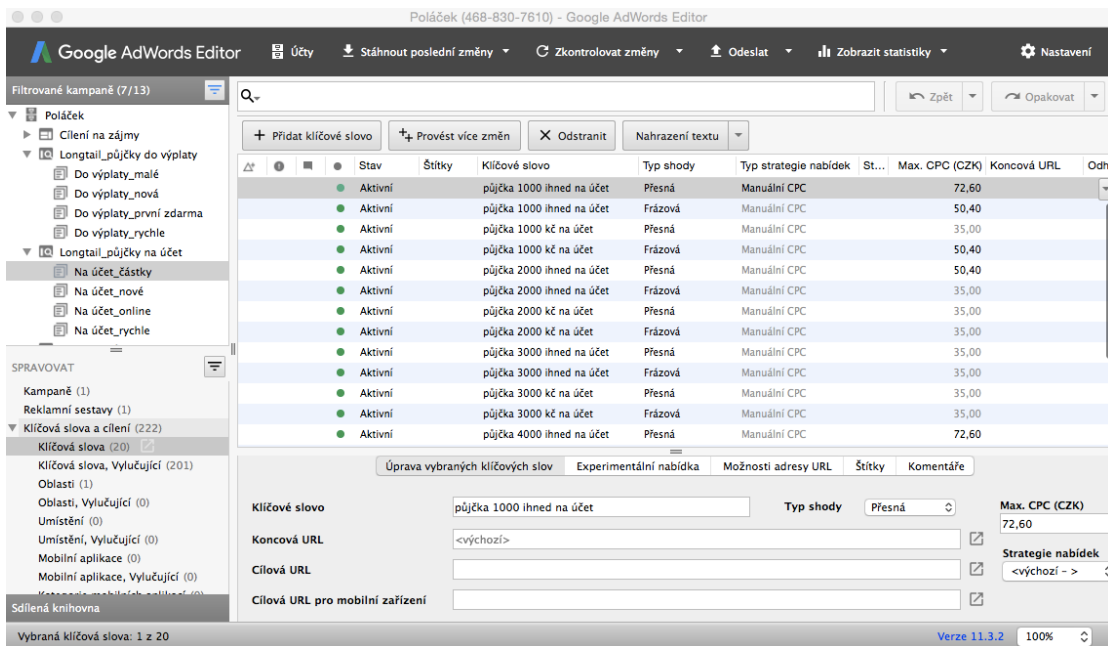 Poláček (468-830-7610) - Google AdWords Editor
Google AdWords Editor
Účty
Stáhnout poslední změny
Zkontrolovat změny
Odeslat
Zobrazit statistiky
Nastavení
Filtrované kampaně (7/13)
Poláček
Cílení na zájmy
Longtail_půjčky do výplaty
Do výplaty_malé
Do výplaty_nová
Do výplaty_první zdarma
Do výplaty_rychle
Longtail_půjčky na účet
Na účet_částky
Na účet_nové
Na účet_online
Na účet_rychle
SPRAVOVAT
Kampaně (1)
Reklamní sestavy (1)
Klíčová slova a cílení (222)
Klíčová slova (20)
Klíčová slova, Vylučující (201)
Oblasti (1)
Oblasti, Vylučující (0)
Umístění (0)
Umístění, Vylučující (0)
Mobilní aplikace (0)
Mobilní aplikace, Vylučující (0)
Sdílená knihovna
Zpět
Opakovat
+ Přidat klíčové slovo
Provést více změn
Odstranit
Nahrazení textu
Stav Štítky Klíčové slovo Typ shody Typ strategie nabídek St... Max. CPC (CZK) Koncová URL Odh
Aktivní půjčka 1000 ihned na účet Přesná Manuální CPC 72,60
Aktivní půjčka 1000 ihned na účet Frázová Manuální CPC 50,40
Aktivní půjčka 1000 kč na účet Přesná Manuální CPC 35,00
Aktivní půjčka 1000 kč na účet Frázová Manuální CPC 50,40
Aktivní půjčka 2000 ihned na účet Přesná Manuální CPC 50,40
Aktivní půjčka 2000 ihned na účet Frázová Manuální CPC 35,00
Aktivní půjčka 2000 kč na účet Přesná Manuální CPC 35,00
Aktivní půjčka 2000 kč na účet Frázová Manuální CPC 35,00
Aktivní půjčka 3000 ihned na účet Přesná Manuální CPC 35,00
Aktivní půjčka 3000 ihned na účet Frázová Manuální CPC 35,00
Aktivní půjčka 3000 kč na účet Přesná Manuální CPC 35,00
Aktivní půjčka 3000 kč na účet Frázová Manuální CPC 35,00
Aktivní půjčka 4000 ihned na účet Přesná Manuální CPC 72,60
Úprava vybraných klíčových slov
Experimentální nabídka
Možnosti adresy URL
Štítky
Komentáře
Klíčové slovo půjčka 1000 ihned na účet Typ shody Přesná
Max. CPC (CZK)
72,60
Koncová URL <výchozí>
Strategie nabídek
<výchozí - >
Cílová URL
Cílová URL pro mobilní zařízení
Vybraná klíčová slova: 1 z 20
Verze 11.3.2
100%